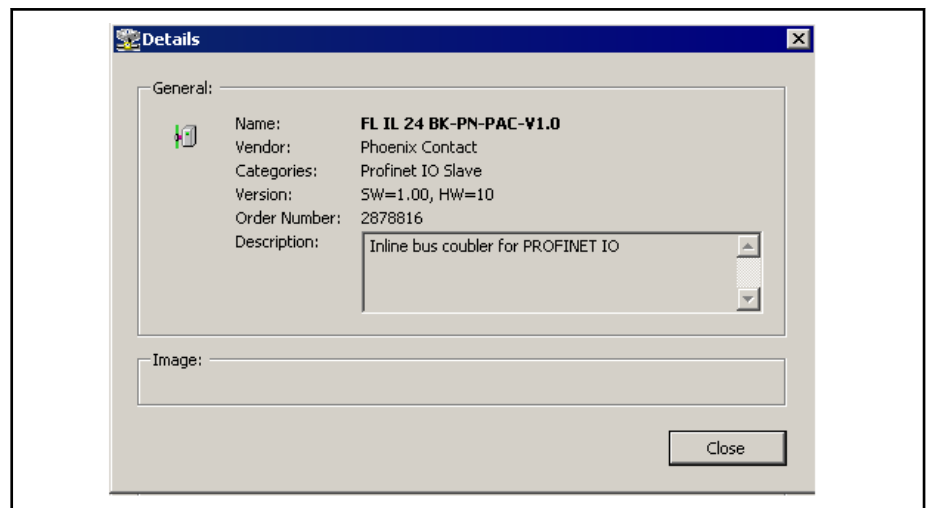 Details
General:
Name: FL IL 24 BK-PN-PAC-V1.0
Vendor: Phoenix Contact
Categories: Profinet IO Slave
Version: SW=1.00, HW=10
Order Number: 2878816
Description: Inline bus coubler for PROFINET IO
Image:
Close